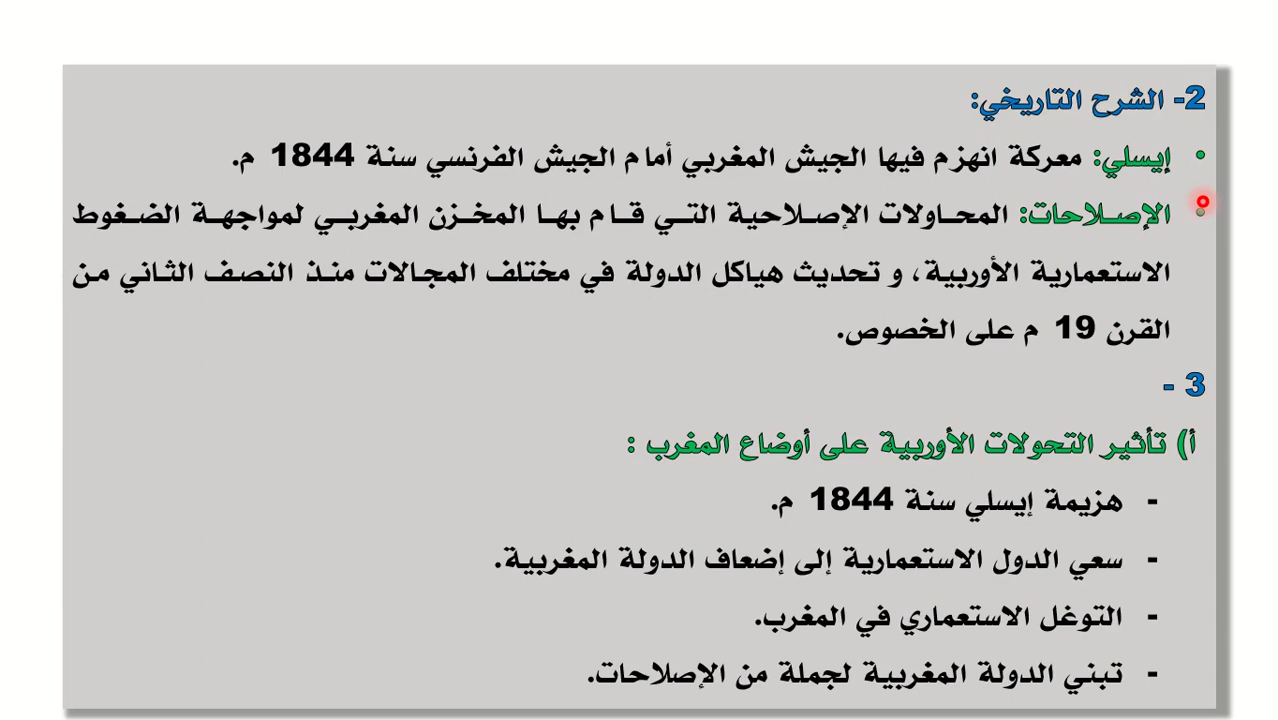 2- الشرح التاريخي:
• إيسلي: معركة انهزم فيها الجيش المغربي أمام الجيش الفرنسي سنة 1844 م.
• الإصلاحات: المحاولات الإصلاحية التي قام بها المخزن المغربي لمواجهة الضغوط
الاستعمارية الأوربية، و تحديث هياكل الدولة في مختلف المجالات منذ النصف الثاني من
القرن 19 م على الخصوص.
3 -
أ) تأثير التحولات الأوربية على أوضاع المغرب :
- هزيمة إيسلي سنة 1844 م.
- سعي الدول الاستعمارية إلى إضعاف الدولة المغربية.
- التوغل الاستعماري في المغرب.
- تبني الدولة المغربية لجملة من الإصلاحات.